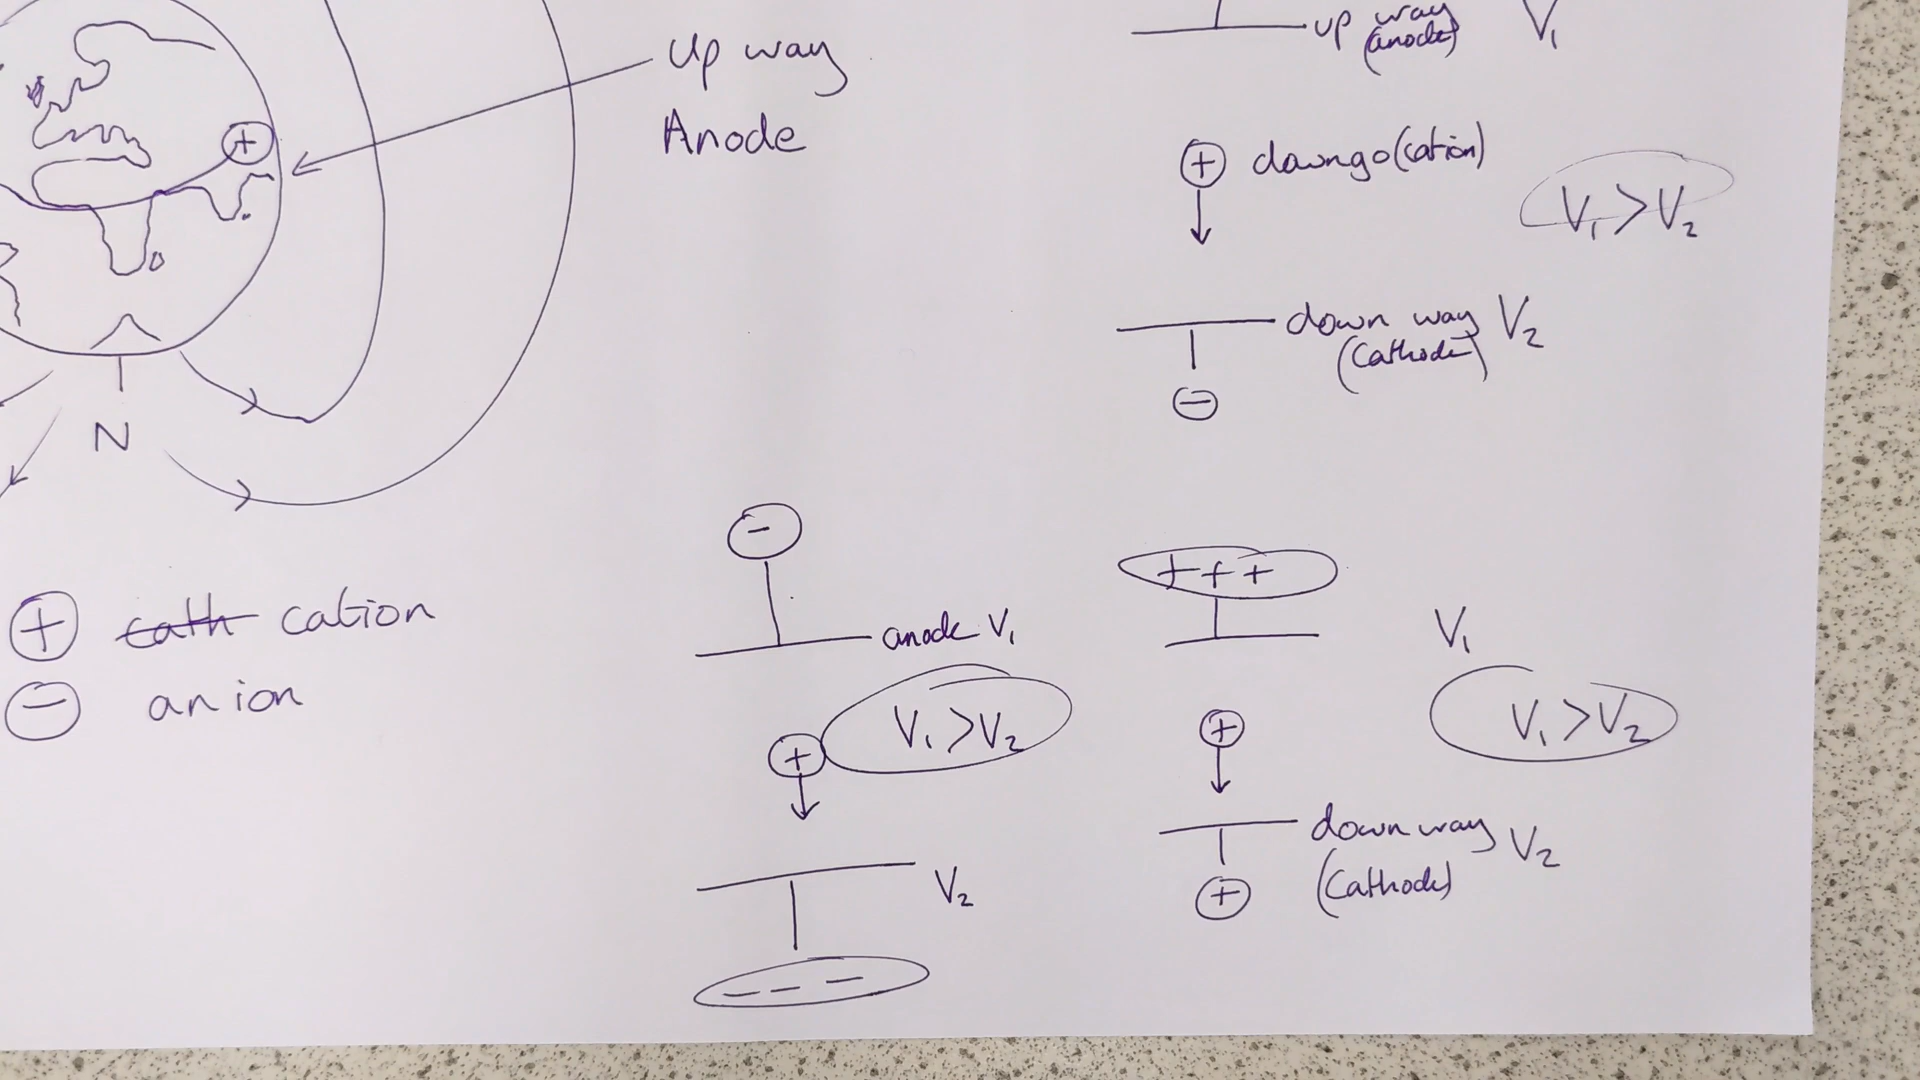 Up way
Anode
N
+ cath cation
- anion
up way V₁
(anode)
+ downgo (cation)
V₁ > V₂
down way V₂
(Cathode)
-
-
anode V₁
+ V₁ > V₂
V₂
- - -
+ + +
V₁
+
V₁ > V₂
down way V₂
(Cathode)
+
+